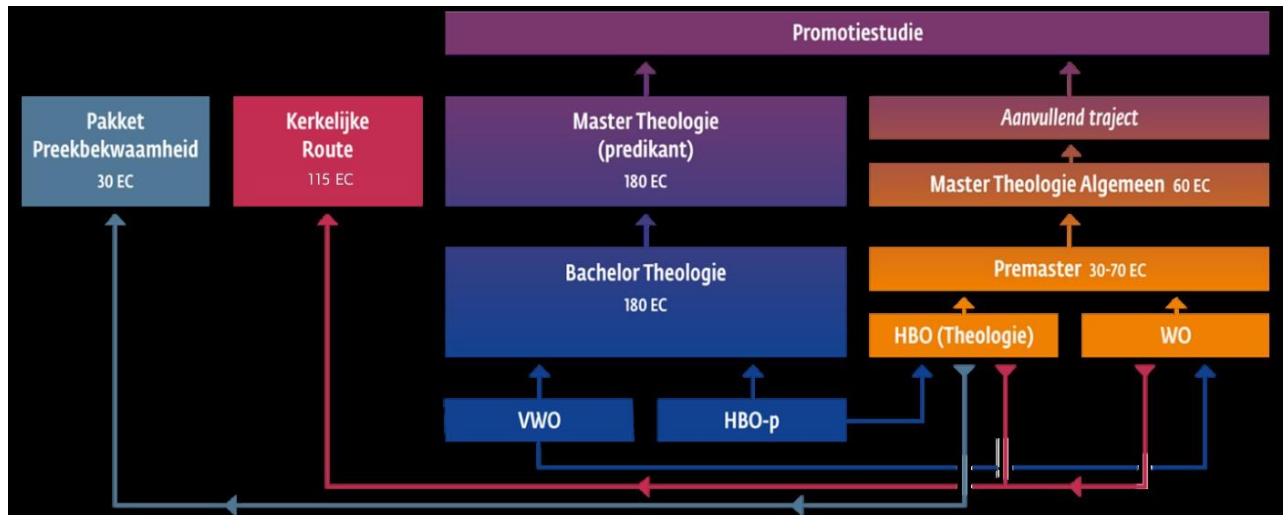 Promotiestudie
Pakket
Preekbekwaamheid
30 EC
Kerkelijke
Route
115 EC
Master Theologie
(predikant)
180 EC
Aanvullend traject
Master Theologie Algemeen 60 EC
Bachelor Theologie
180 EC
Premaster 30-70 EC
HBO (Theologie)
WO
VWO
HBO-p